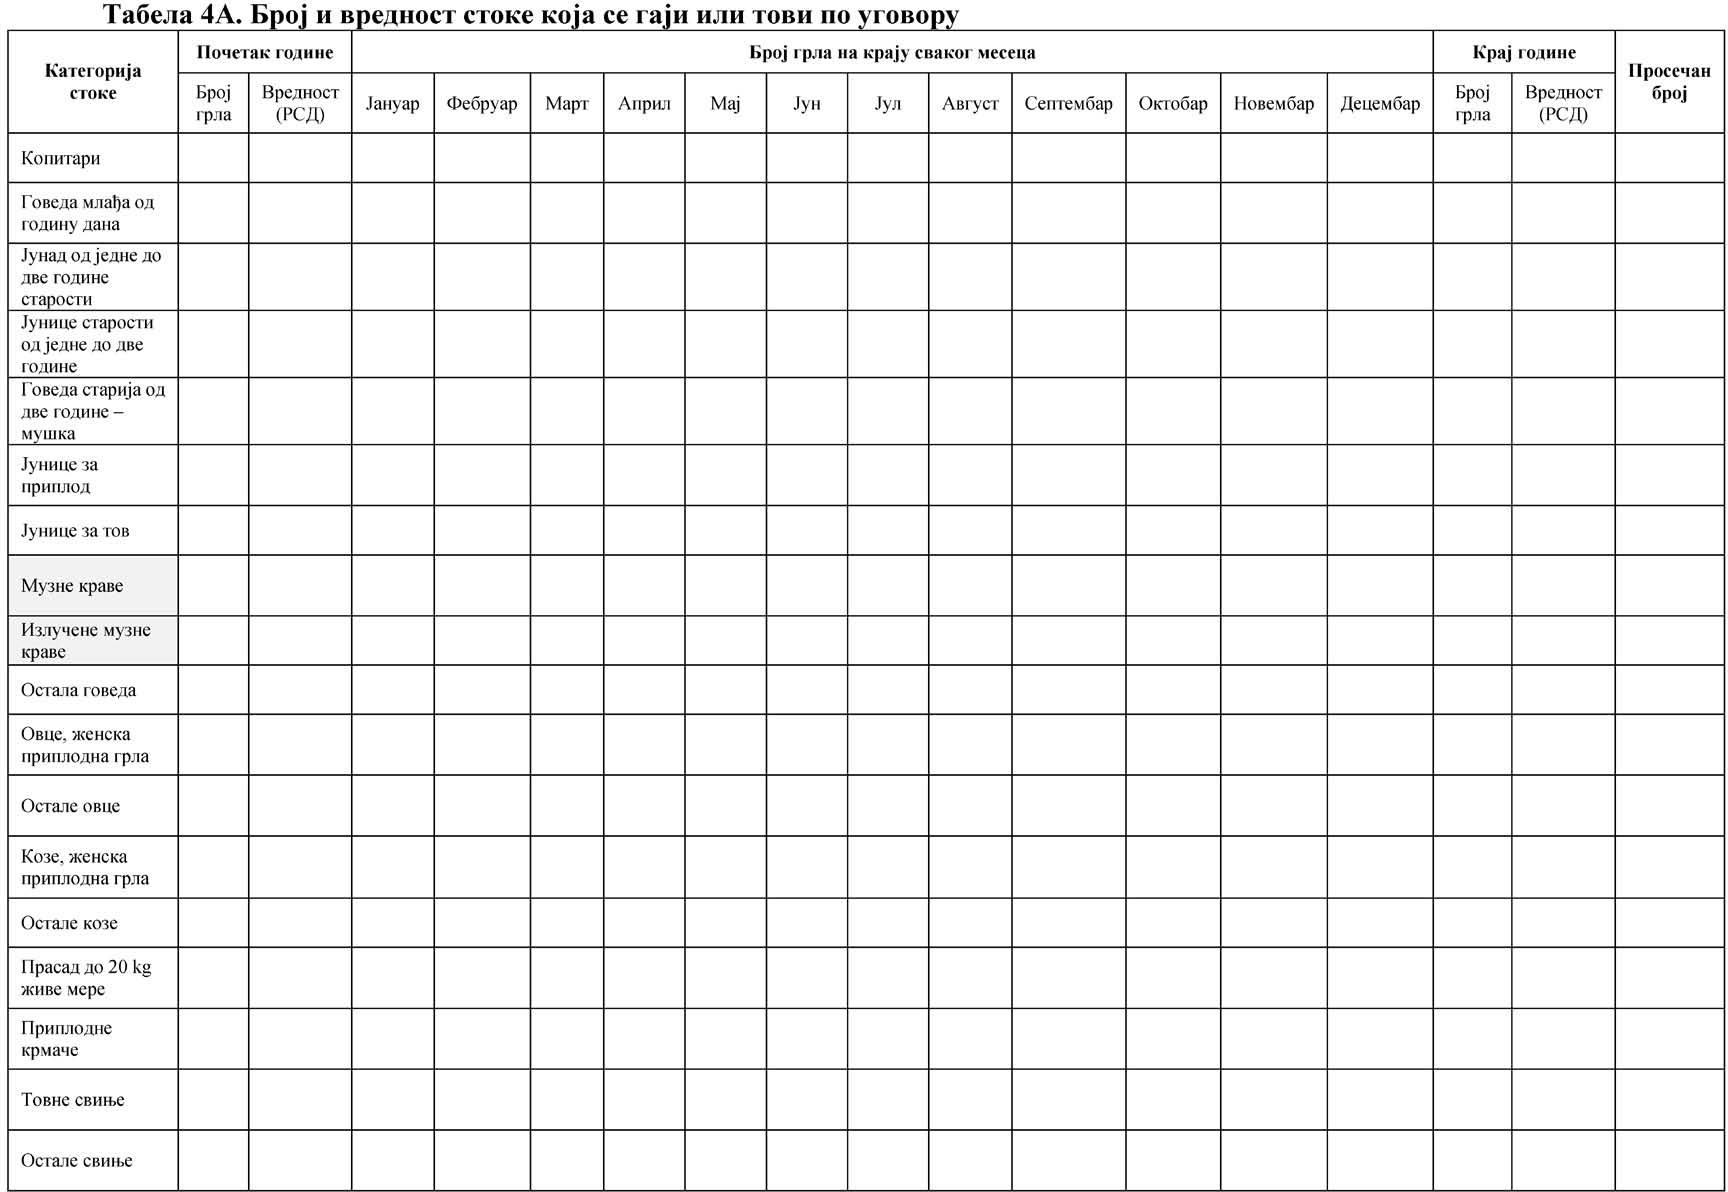 Табела 4А. Број и вредност стоке која се гаји или тови по уговору
Категорија
стоке
Почетак године
Број грла на крају сваког месеца
Крај године
Просечан
број
Број
грла
Вредност
(РСД)
Јануар
Фебруар
Март
Април
Мај
Јун
Јул
Август
Септембар
Октобар
Новембар
Децембар
Број
грла
Вредност
(РСД)
Копитари
Говеда млађа од
годину дана
Јунад од једне до
две године
старости
Јунице старости
од једне до две
године
Говеда старија од
две године –
мушка
Јунице за
приплод
Јунице за тов
Музне краве
Излучене музне
краве
Остала говеда
Овце, женска
приплодна грла
Остале овце
Козе, женска
приплодна грла
Остале козе
Прасад до 20 kg
живе мере
Приплодне
крмаче
Товне свиње
Остале свиње